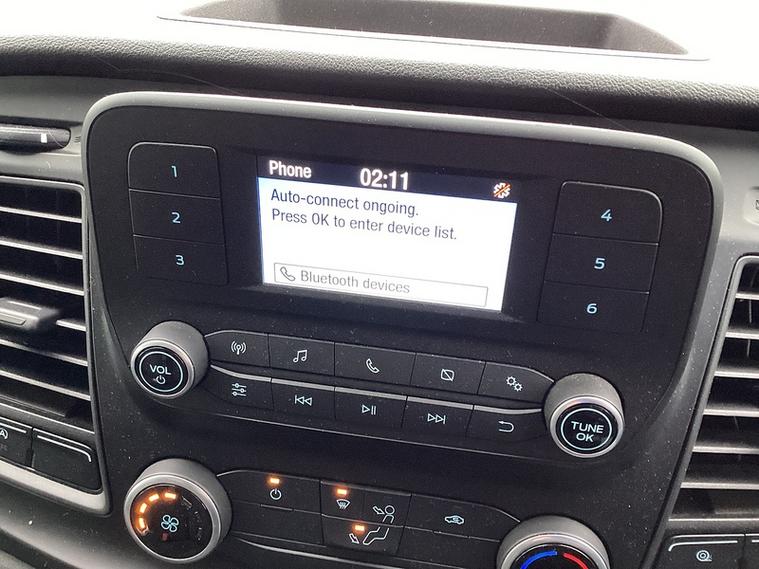 Phone 02:11
Auto-connect ongoing.
Press OK to enter device list.
Bluetooth devices
1
2
3
4
5
6
VOL
TUNE
OK